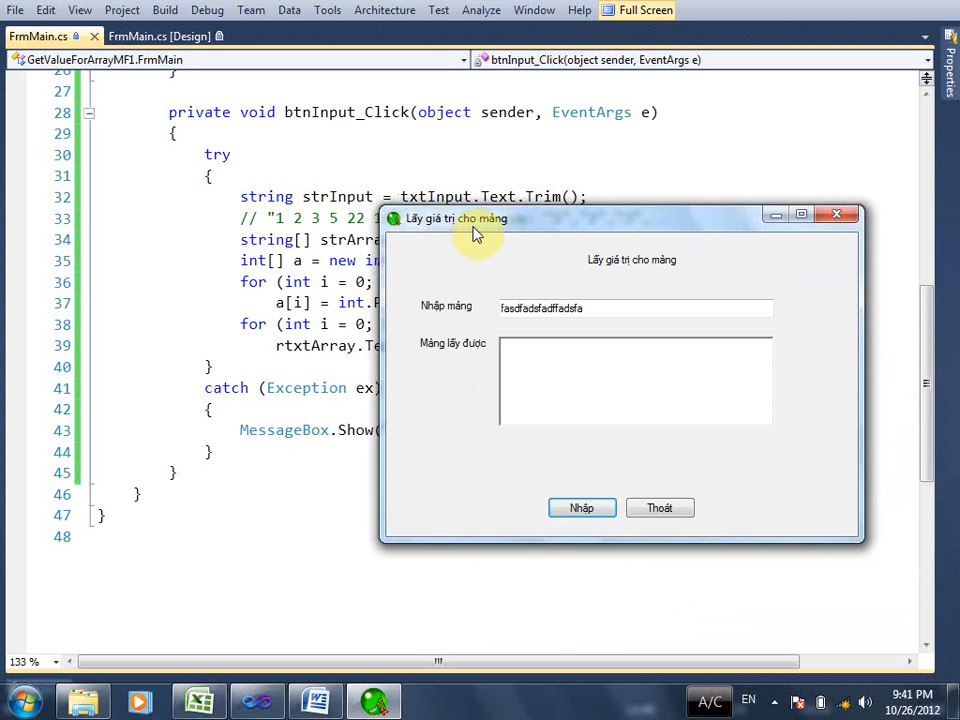 File Edit View Project Build Debug Team Data Tools Architecture Test Analyze Window Help Full Screen
FrmMain.cs FrmMain.cs [Design]
GetValueForArrayMF1.FrmMain btnInput_Click(object sender, EventArgs e)
Properties
26 }
27
28 private void btnInput_Click(object sender, EventArgs e)
29 {
30 try
31 {
32 string strInput = txtInput.Text.Trim();
33 // "1 2 3 5 22
34 string[] strArra
35 int[] a = new in
36 for (int i = 0;
37 a[i] = int.
38 for (int i = 0;
39 rtxtArray.Te
40 }
41 catch (Exception ex)
42 {
43 MessageBox.Show(
44 }
45 }
46 }
47 }
48
Lấy giá trị cho mảng
Lấy giá trị cho mảng
Nhập mảng fasdfadsfadffadsfa
Mảng lấy được
Nhập Thoát
133 %
A/C EN 9:41 PM
10/26/2012